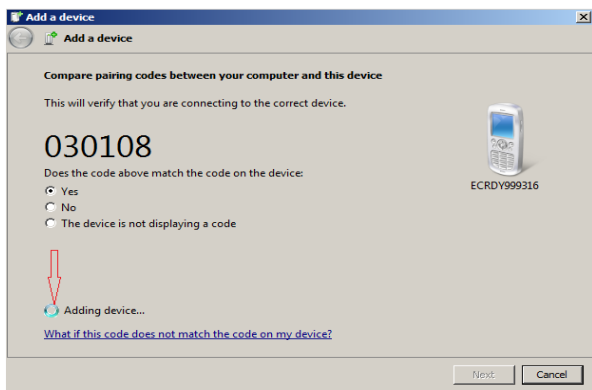 Add a device
Add a device
Compare pairing codes between your computer and this device
This will verify that you are connecting to the correct device.
030108
Does the code above match the code on the device:
ECRDY999316
Yes
No
The device is not displaying a code
Adding device...
What if this code does not match the code on my device?
Next
Cancel